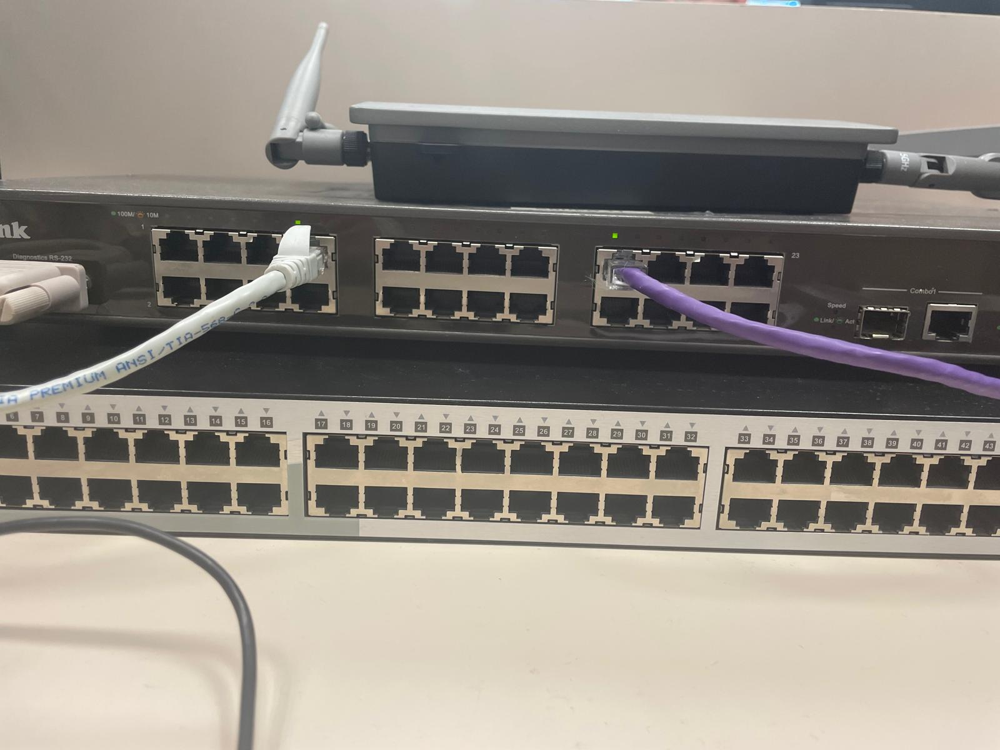 5GHz
nk
100M/ 10M
1
Diagnostics RS-232
2
23
Combo1
Speed
Link/ Act
IA PREMIUM ANSI/TIA-568-C.2
6 7 8 9 10 11 12 13 14 15 16 17 18 19 20 21 22 23 24 25 26 27 28 29 30 31 32 33 34 35 36 37 38 39 40 41 42 43